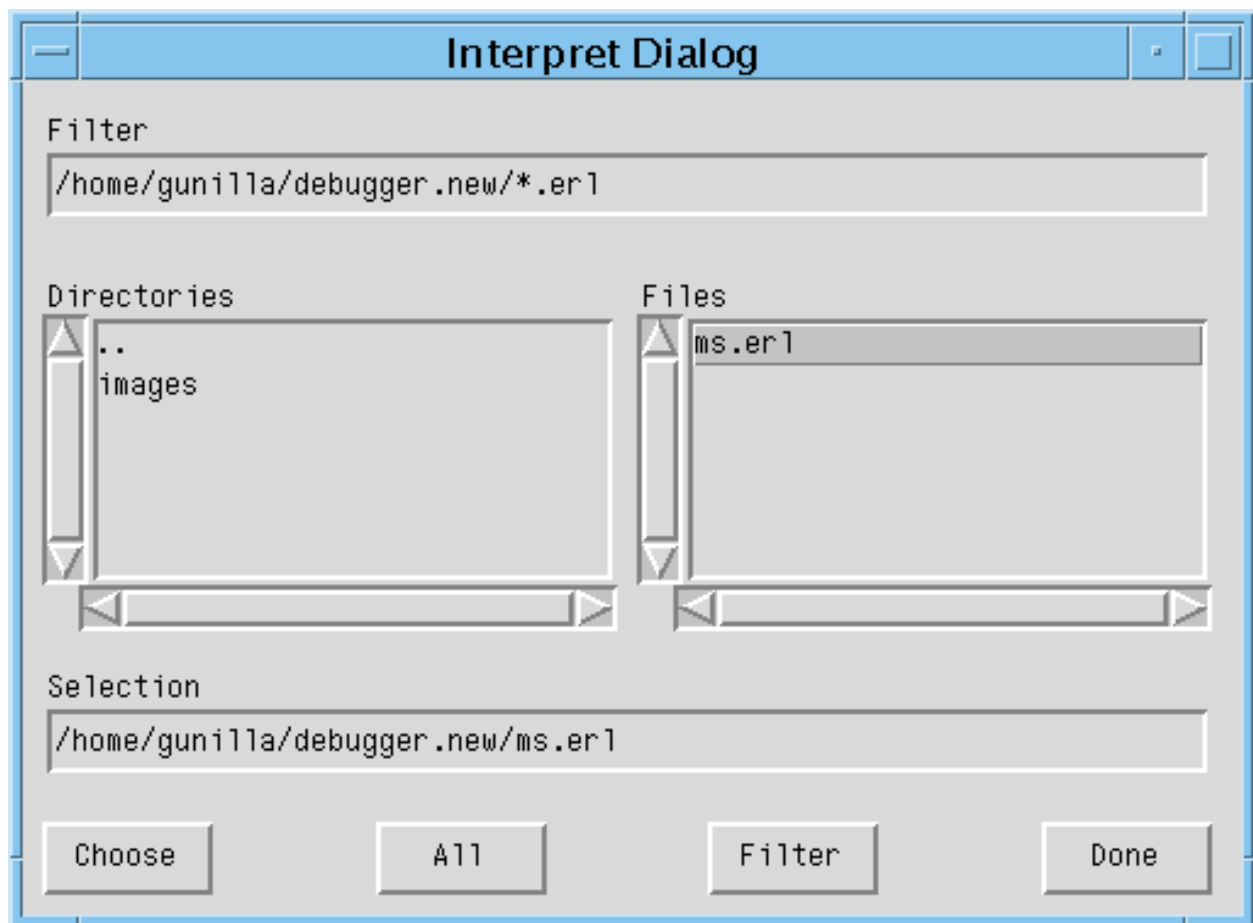 Interpret Dialog
Filter
/home/gunilla/debugger.new/*.erl
Directories
..
images
Files
ms.erl
Selection
/home/gunilla/debugger.new/ms.erl
Choose
All
Filter
Done